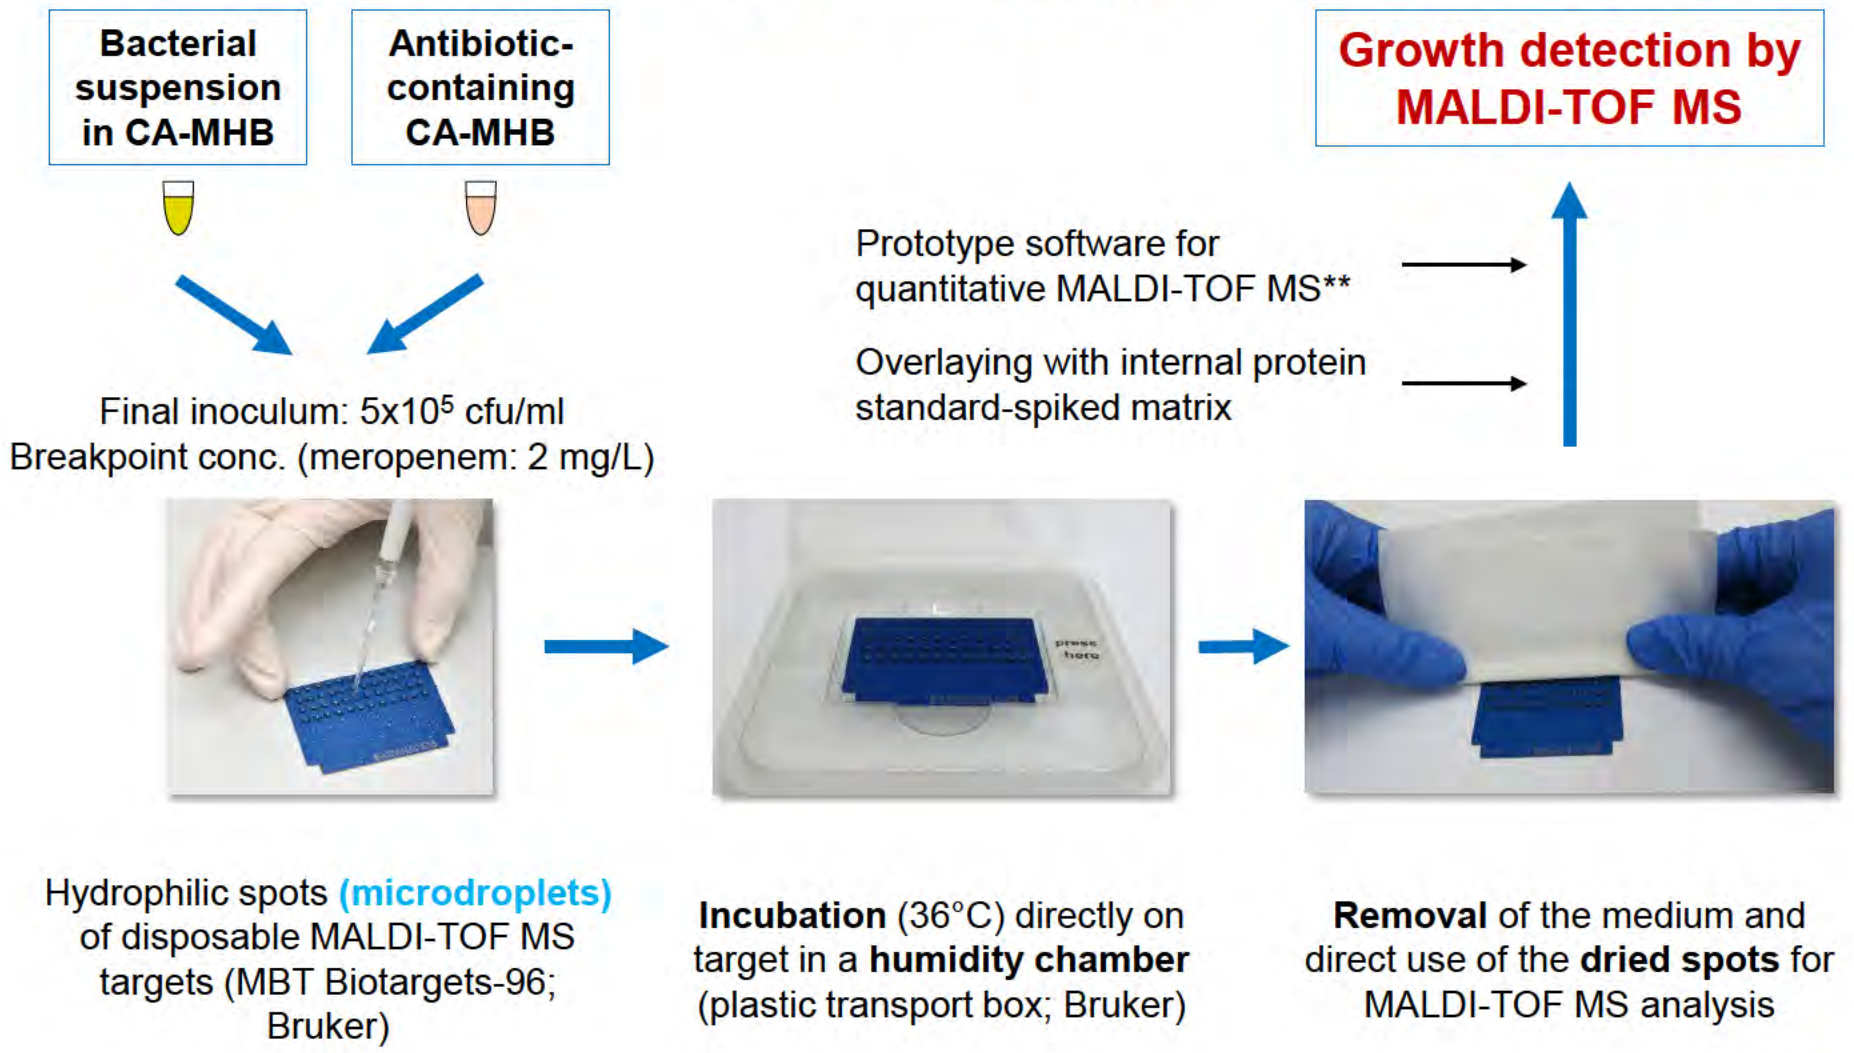 Bacterial
suspension
in CA-MHB
Antibiotic-
containing
CA-MHB
Growth detection by
MALDI-TOF MS
Prototype software for
quantitative MALDI-TOF MS**
Overlaying with internal protein
standard-spiked matrix
Final inoculum: 5x10⁵ cfu/ml
Breakpoint conc. (meropenem: 2 mg/L)
press
here
Hydrophilic spots (microdroplets)
of disposable MALDI-TOF MS
targets (MBT Biotargets-96;
Bruker)
Incubation (36°C) directly on
target in a humidity chamber
(plastic transport box; Bruker)
Removal of the medium and
direct use of the dried spots for
MALDI-TOF MS analysis